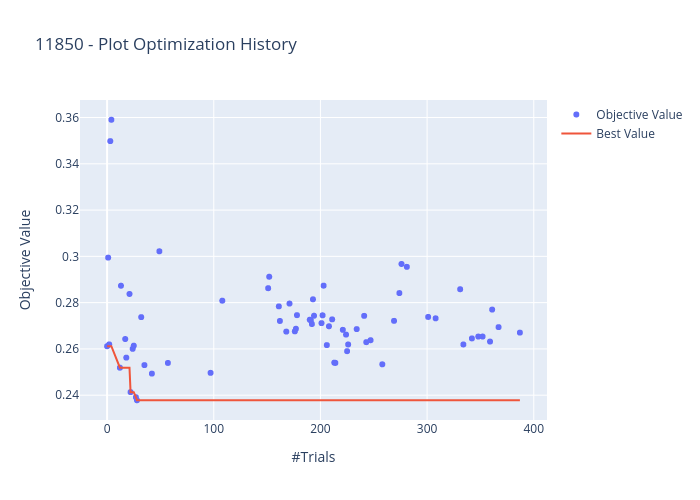 11850 - Plot Optimization History
Objective Value
Best Value
0.36
0.34
0.32
0.3
0.28
0.26
0.24
Objective Value
0
100
200
300
400
#Trials